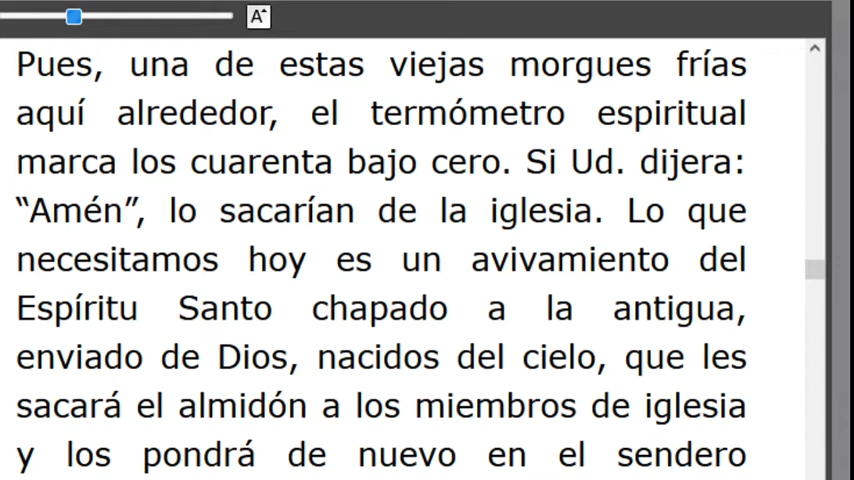 A
Pues, una de estas viejas morgues frías
aquí alrededor, el termómetro espiritual
marca los cuarenta bajo cero. Si Ud. dijera:
“Amén”, lo sacarían de la iglesia. Lo que
necesitamos hoy es un avivamiento del
Espíritu Santo chapado a la antigua,
enviado de Dios, nacidos del cielo, que les
sacará el almidón a los miembros de iglesia
y los pondrá de nuevo en el sendero